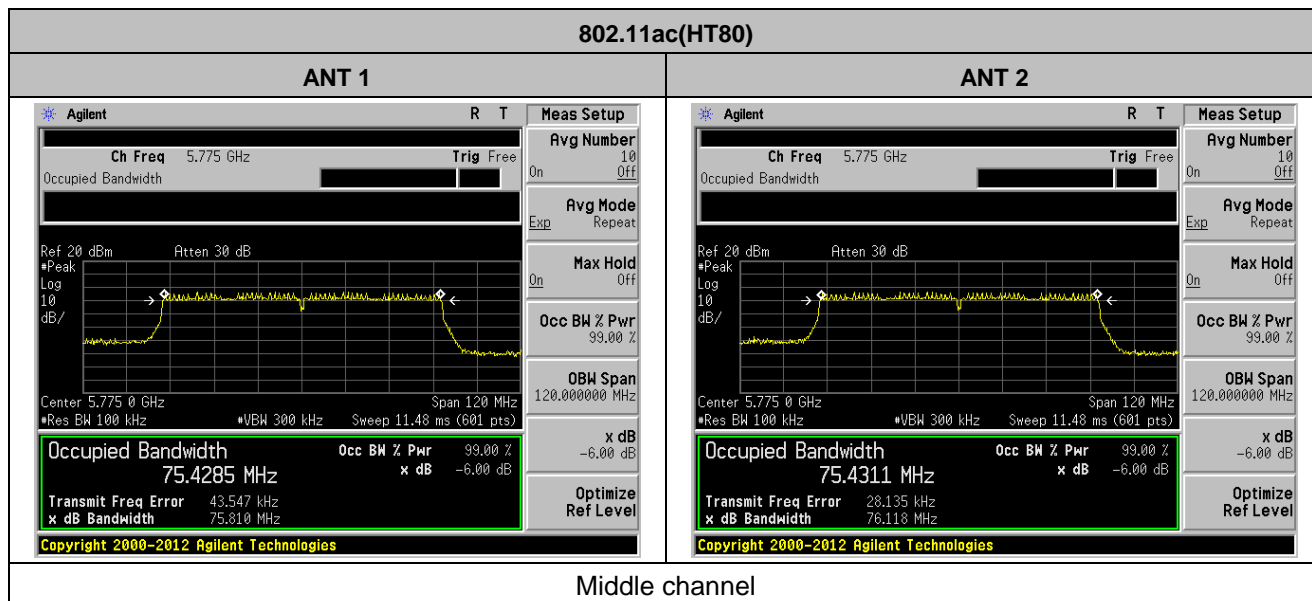 802.11ac(HT80)
ANT 1
ANT 2
Agilent R T
Ch Freq 5.775 GHz Trig Free
Occupied Bandwidth
Ref 20 dBm Atten 30 dB
#Peak
Log
10
dB/
Center 5.775 0 GHz Span 120 MHz
#Res BW 100 kHz #VBW 300 kHz Sweep 11.48 ms (601 pts)
Occupied Bandwidth Occ BW % Pwr 99.00 %
75.4285 MHz x dB -6.00 dB
Transmit Freq Error 43.547 kHz
x dB Bandwidth 75.810 MHz
Copyright 2000-2012 Agilent Technologies
Meas Setup
Avg Number
10
On Off
Avg Mode
Exp Repeat
Max Hold
On Off
Occ BW % Pwr
99.00 %
OBW Span
120.000000 MHz
x dB
-6.00 dB
Optimize
Ref Level
Agilent R T
Ch Freq 5.775 GHz Trig Free
Occupied Bandwidth
Ref 20 dBm Atten 30 dB
#Peak
Log
10
dB/
Center 5.775 0 GHz Span 120 MHz
#Res BW 100 kHz #VBW 300 kHz Sweep 11.48 ms (601 pts)
Occupied Bandwidth Occ BW % Pwr 99.00 %
75.4311 MHz x dB -6.00 dB
Transmit Freq Error 28.135 kHz
x dB Bandwidth 76.118 MHz
Copyright 2000-2012 Agilent Technologies
Meas Setup
Avg Number
10
On Off
Avg Mode
Exp Repeat
Max Hold
On Off
Occ BW % Pwr
99.00 %
OBW Span
120.000000 MHz
x dB
-6.00 dB
Optimize
Ref Level
Middle channel